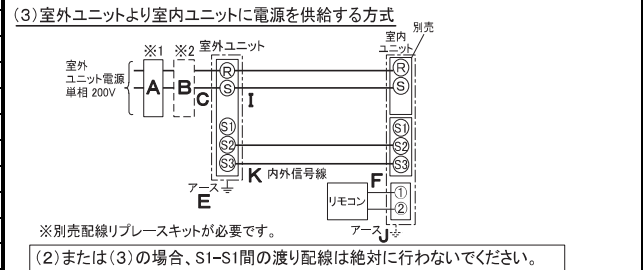 (3)室外ユニットより室内ユニットに電源を供給する方式
※1 ※2 室外ユニット
室内
ユニット
別売
室外
ユニット電源
単相 200V
A
B
C
R
S
I
R
S
S1
S2
S3
S1
S2
S3
K 内外信号線
アース
E
F
リモコン
①
②
アース J
※別売配線リプレースキットが必要です。
(2)または(3)の場合、S1-S1間の渡り配線は絶対に行わないでください。